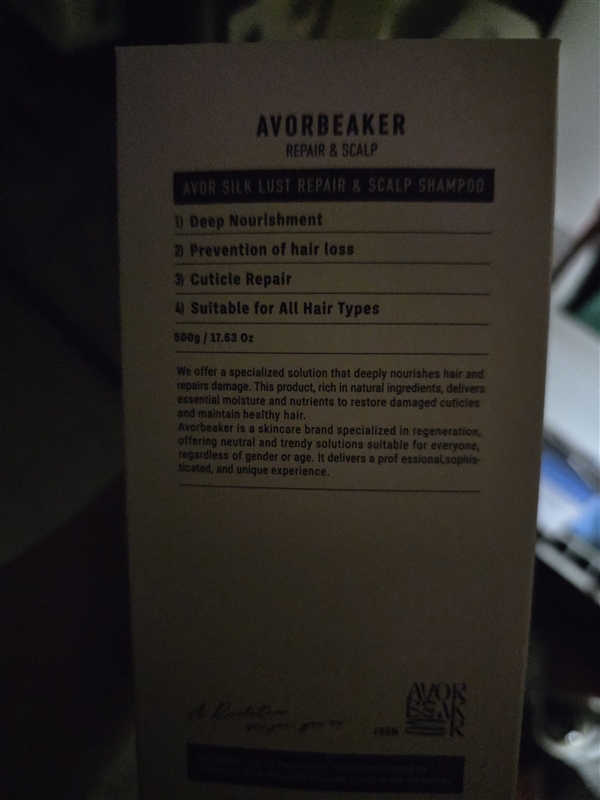 AVORBEAKER
REPAIR & SCALP
AVOR SILK LUST REPAIR & SCALP SHAMPOO
1) Deep Nourishment
2) Prevention of hair loss
3) Cuticle Repair
4) Suitable for All Hair Types
500g / 17.63 Oz
We offer a specialized solution that deeply nourishes hair and
repairs damage. This product, rich in natural ingredients, delivers
essential moisture and nutrients to restore damaged cuticles
and maintain healthy hair.
Avorbeaker is a skincare brand specialized in regeneration,
offering neutral and trendy solutions suitable for everyone,
regardless of gender or age. It delivers a prof essional,sophis-
ticated, and unique experience.
AVOR